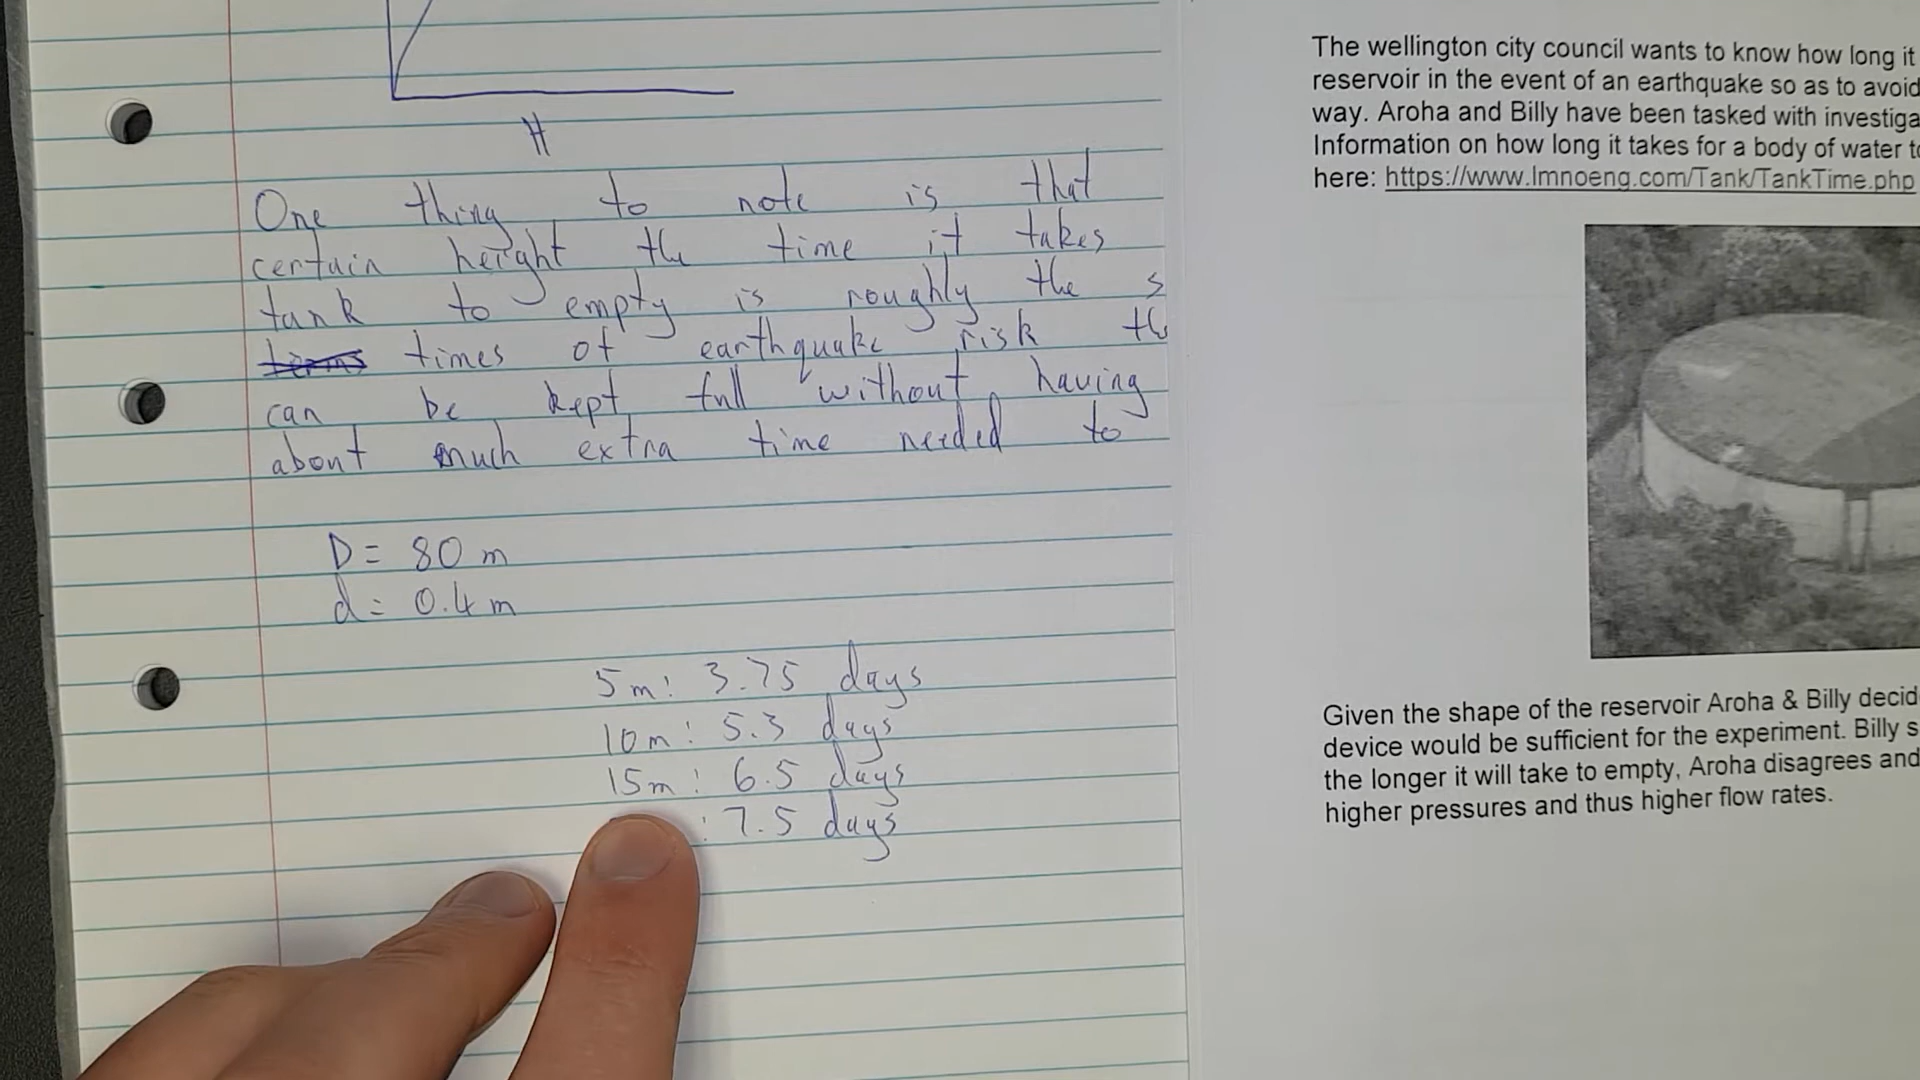 H
One thing to note is that
certain height the time it takes
tank to empty is roughly the s
times of earthquake risk th
can be kept full without having
about much extra time needed to
D = 80 m
d = 0.4 m
5m: 3.75 days
10m: 5.3 days
15m: 6.5 days
: 7.5 days
The wellington city council wants to know how long it
reservoir in the event of an earthquake so as to avoid
way. Aroha and Billy have been tasked with investiga
Information on how long it takes for a body of water to
here: https://www.lmnoeng.com/Tank/TankTime.php
Given the shape of the reservoir Aroha & Billy decid
device would be sufficient for the experiment. Billy s
the longer it will take to empty, Aroha disagrees and
higher pressures and thus higher flow rates.